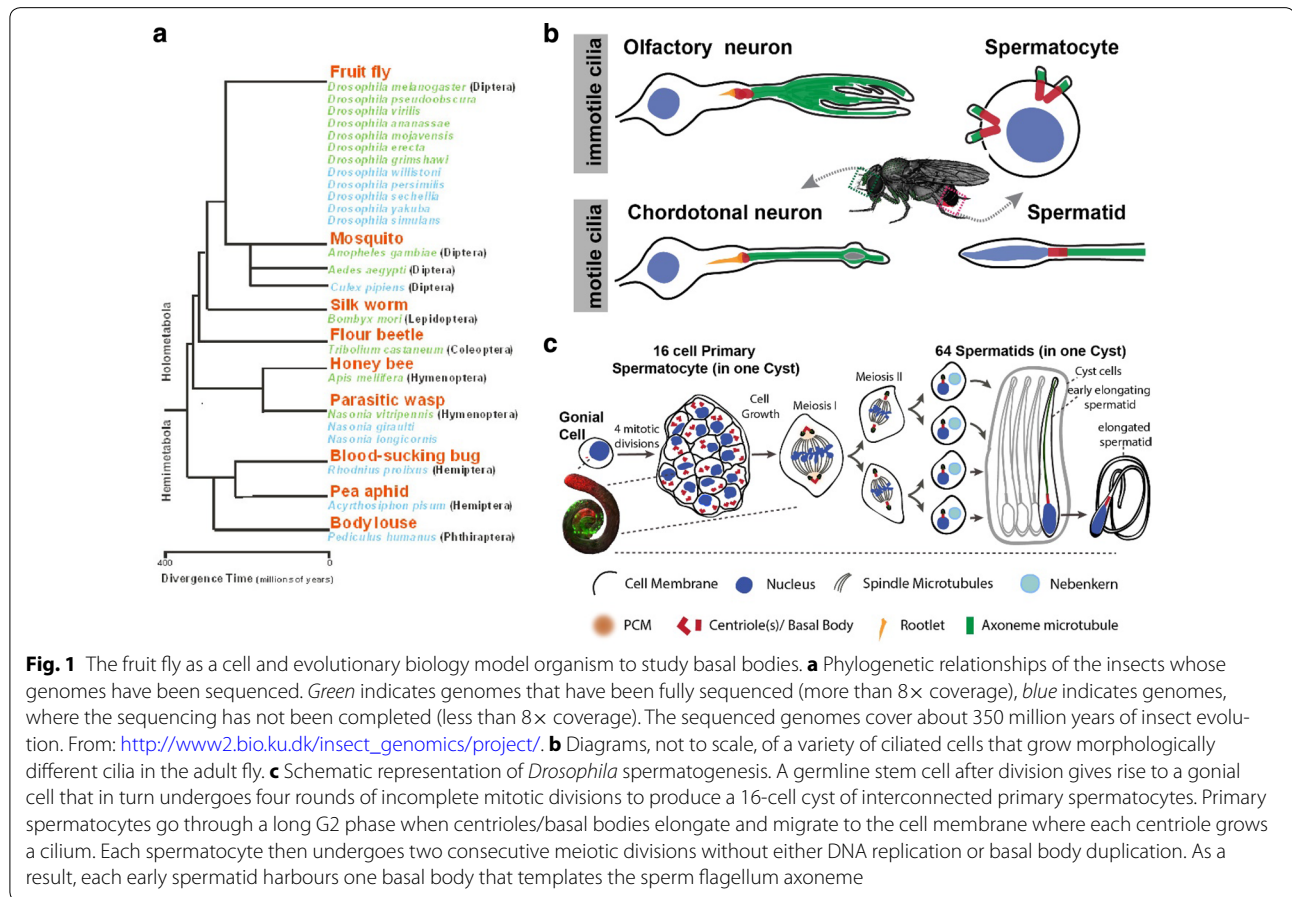 a
Fruit fly
Drosophila melanogaster (Diptera)
Drosophila pseudoobscura
Drosophila virilis
Drosophila ananassae
Drosophila mojavensis
Drosophila erecta
Drosophila grimshawi
Drosophila willistoni
Drosophila persimilis
Drosophila sechellia
Drosophila yakuba
Drosophila simulans
Mosquito
Anopheles gambiae (Diptera)
Aedes aegypti (Diptera)
Culex pipiens (Diptera)
Silk worm
Bombyx mori (Lepidoptera)
Flour beetle
Tribolium castaneum (Coleoptera)
Honey bee
Apis mellifera (Hymenoptera)
Parasitic wasp
Nasonia vitripennis (Hymenoptera)
Nasonia giraulti
Nasonia longicornis
Blood-sucking bug
Rhodnius prolixus (Hemiptera)
Pea aphid
Acyrthosiphon pisum (Hemiptera)
Body louse
Pediculus humanus (Phthiraptera)
Holometabola
Hemimetabola
400
0
Divergence Time (millions of years)
b
immotile cilia
Olfactory neuron
Spermatocyte
motile cilia
Chordotonal neuron
Spermatid
c
16 cell Primary
Spermatocyte (in one Cyst)
64 Spermatids (in one Cyst)
Gonial
Cell
4 mitotic
divisions
Cell
Growth
Meiosis I
Meiosis II
Cyst cells
early elongating
spermatid
elongated
spermatid
Cell Membrane
Nucleus
Spindle Microtubules
Nebenkern
PCM
Centriole(s)/ Basal Body
Rootlet
Axoneme microtubule
Fig. 1 The fruit fly as a cell and evolutionary biology model organism to study basal bodies. a Phylogenetic relationships of the insects whose
genomes have been sequenced. Green indicates genomes that have been fully sequenced (more than 8× coverage), blue indicates genomes,
where the sequencing has not been completed (less than 8× coverage). The sequenced genomes cover about 350 million years of insect evolu-
tion. From: http://www2.bio.ku.dk/insect_genomics/project/. b Diagrams, not to scale, of a variety of ciliated cells that grow morphologically
different cilia in the adult fly. c Schematic representation of Drosophila spermatogenesis. A germline stem cell after division gives rise to a gonial
cell that in turn undergoes four rounds of incomplete mitotic divisions to produce a 16-cell cyst of interconnected primary spermatocytes. Primary
spermatocytes go through a long G2 phase when centrioles/basal bodies elongate and migrate to the cell membrane where each centriole grows
a cilium. Each spermatocyte then undergoes two consecutive meiotic divisions without either DNA replication or basal body duplication. As a
result, each early spermatid harbours one basal body that templates the sperm flagellum axoneme